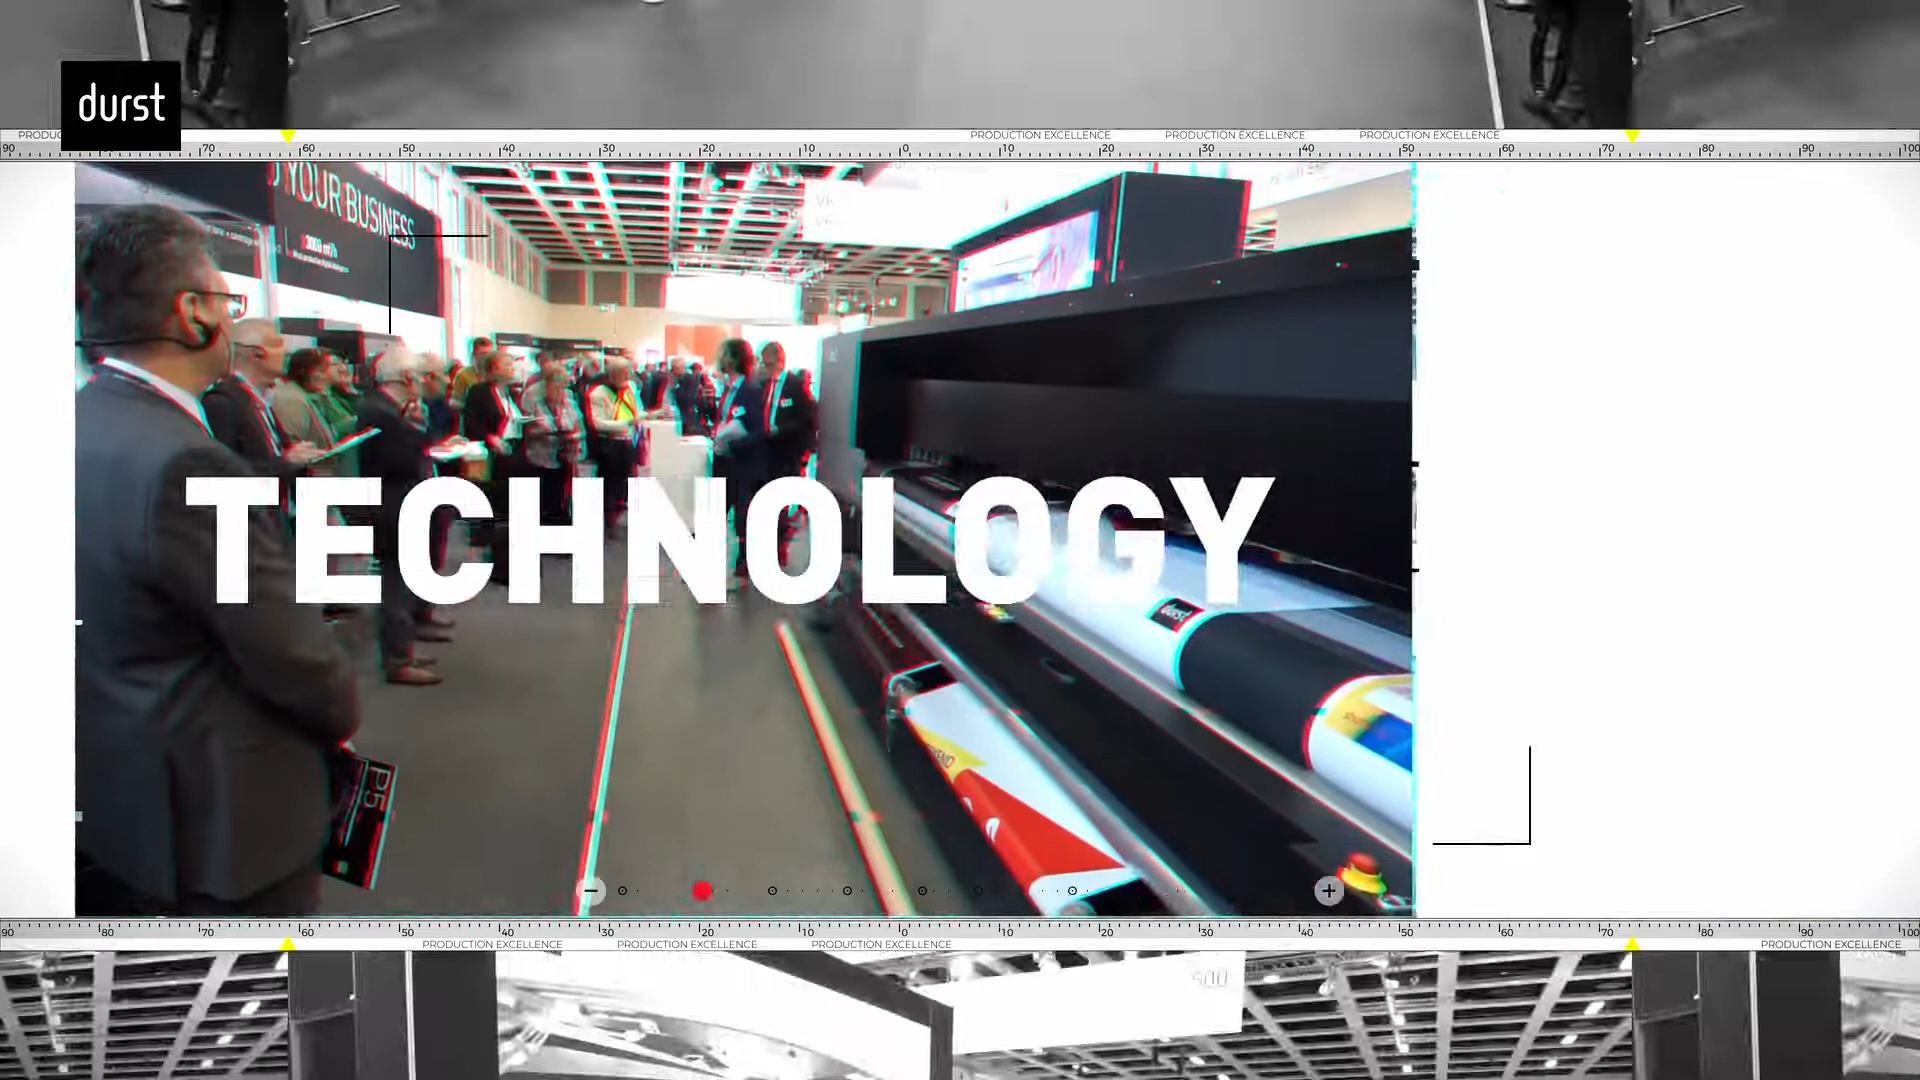 durst
PRODUCTION EXCELLENCE PRODUCTION EXCELLENCE PRODUCTION EXCELLENCE
90 70 60 50 40 30 20 10 0 10 20 30 40 50 60 70 80 90 100
YOUR BUSINESS
TECHNOLOGY
durst
P5
90 80 70 60 50 40 30 20 10 0 10 20 30 40 50 60 70 80 90 100
PRODUCTION EXCELLENCE PRODUCTION EXCELLENCE PRODUCTION EXCELLENCE PRODUCTION EXCELLENCE
500